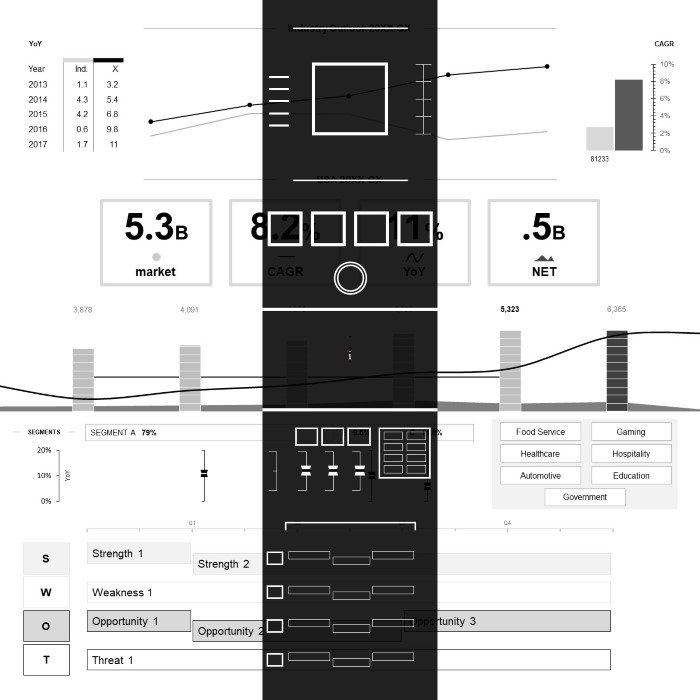 Industry Outlook 20XX GX
YoY
CAGR
Year Ind. X
2013 1.1 3.2
2014 4.3 5.4
2015 4.2 6.8
2016 0.6 9.8
2017 1.7 11
10%
8%
6%
4%
2%
0%
81233
USA 20XX GX
5.3B
market
8.2%
CAGR
11%
YoY
.5B
NET
3,878
4,091
5,323
6,365
i
SEGMENTS
SEGMENT A 79%
20%
10%
0%
YoY
Food Service
Gaming
Healthcare
Hospitality
Automotive
Education
Government
Q1
Q4
S
Strength 1
Strength 2
W
Weakness 1
O
Opportunity 1
Opportunity 2
Opportunity 3
T
Threat 1